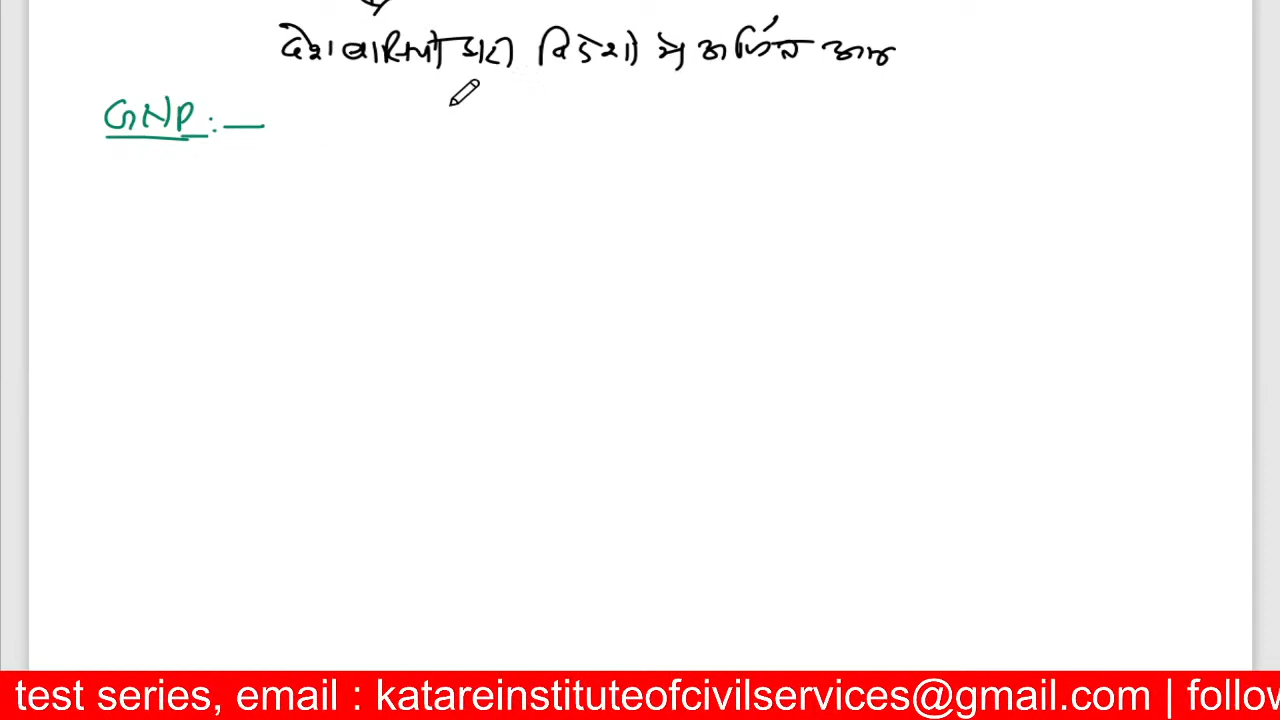 देशवासियों द्वारा विदेशों से अर्जित आय
GNP :—
test series, email : katareinstituteofcivilservices@gmail.com | follow